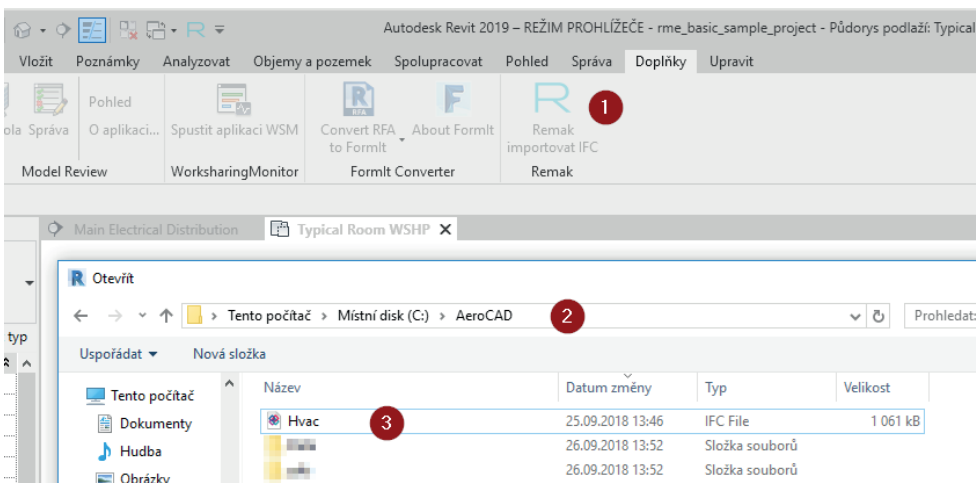 Autodesk Revit 2019 – REŽIM PROHLÍŽEČE - rme_basic_sample_project - Půdorys podlaží: Typical
Vložit Poznámky Analyzovat Objemy a pozemek Spolupracovat Pohled Správa Doplňky Upravit
ola Správa
Pohled
O aplikaci...
Spustit aplikaci WSM
RFA
Convert RFA
to FormIt
About FormIt
Remak
importovat IFC
1
Model Review WorksharingMonitor FormIt Converter Remak
Main Electrical Distribution Typical Room WSHP
Otevřít
Tento počítač › Místní disk (C:) › AeroCAD 2 Prohledat:
typ
Uspořádat Nová složka
Název Datum změny Typ Velikost
Tento počítač
Dokumenty
Hudba
Obrázky
Hvac 3 25.09.2018 13:46 IFC File 1 061 kB
26.09.2018 13:52 Složka souborů
26.09.2018 13:52 Složka souborů